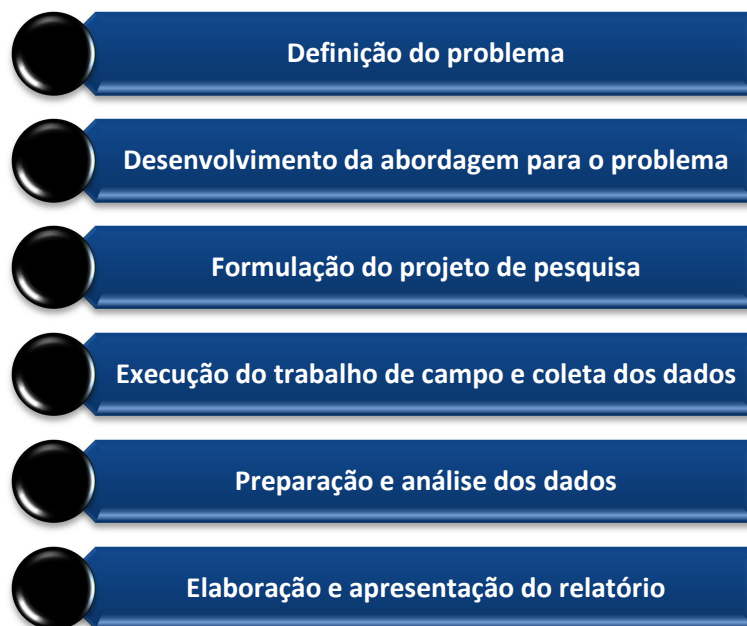 Definição do problema
Desenvolvimento da abordagem para o problema
Formulação do projeto de pesquisa
Execução do trabalho de campo e coleta dos dados
Preparação e análise dos dados
Elaboração e apresentação do relatório